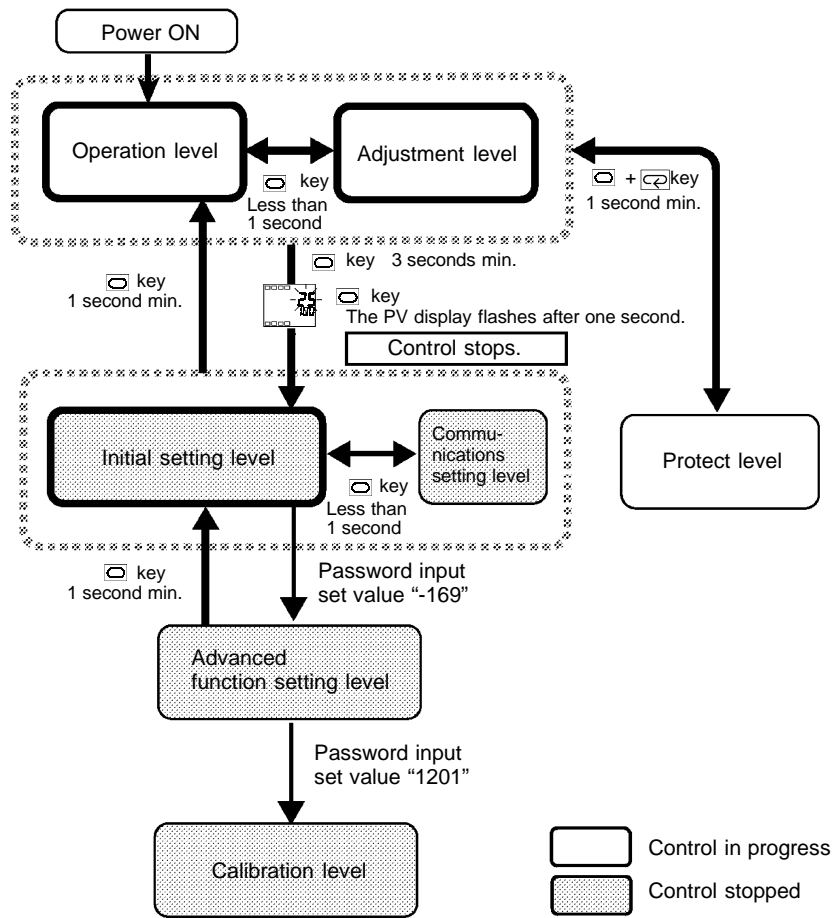 Power ON
Operation level
Adjustment level
key
Less than
1 second
+ key
1 second min.
key 3 seconds min.
key
1 second min.
25
100
key
The PV display flashes after one second.
Control stops.
Initial setting level
Commu-
nications
setting level
key
Less than
1 second
Protect level
key
1 second min.
Password input
set value “-169”
Advanced
function setting level
Password input
set value “1201”
Calibration level
Control in progress
Control stopped